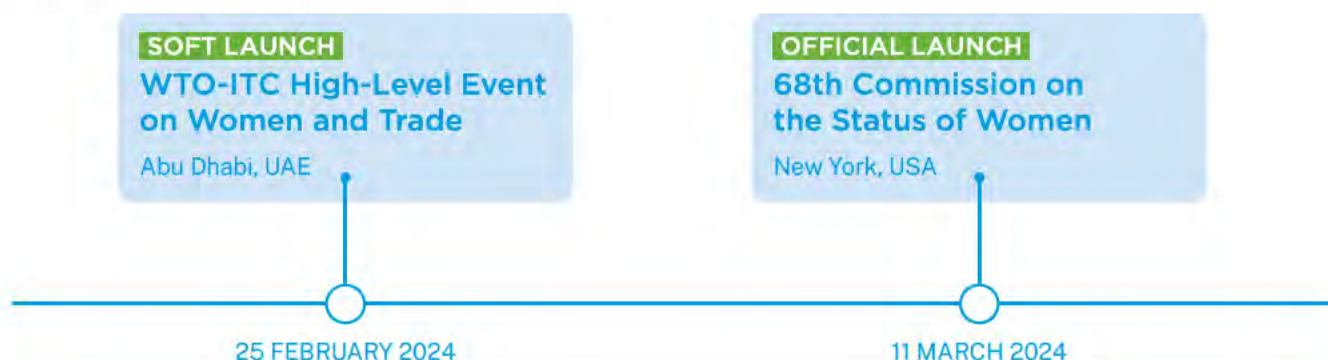 SOFT LAUNCH
WTO-ITC High-Level Event
on Women and Trade
Abu Dhabi, UAE
25 FEBRUARY 2024
OFFICIAL LAUNCH
68th Commission on
the Status of Women
New York, USA
11 MARCH 2024